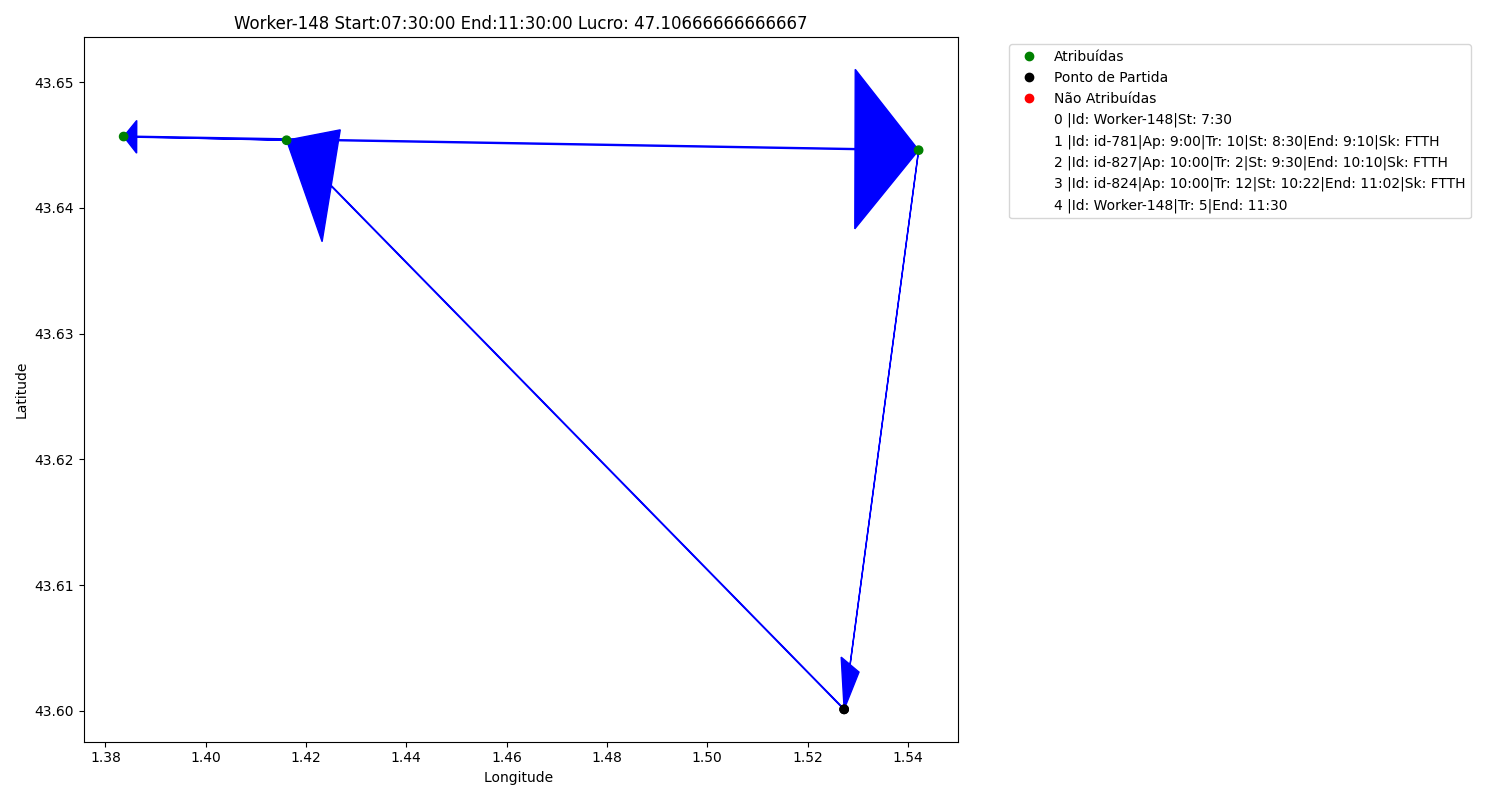 Worker-148 Start:07:30:00 End:11:30:00 Lucro: 47.10666666666667
43.65
43.64
43.63
43.62
43.61
43.60
Latitude
1.38 1.40 1.42 1.44 1.46 1.48 1.50 1.52 1.54
Longitude
Atribuídas
Ponto de Partida
Não Atribuídas
0 |Id: Worker-148|St: 7:30
1 |Id: id-781|Ap: 9:00|Tr: 10|St: 8:30|End: 9:10|Sk: FTTH
2 |Id: id-827|Ap: 10:00|Tr: 2|St: 9:30|End: 10:10|Sk: FTTH
3 |Id: id-824|Ap: 10:00|Tr: 12|St: 10:22|End: 11:02|Sk: FTTH
4 |Id: Worker-148|Tr: 5|End: 11:30